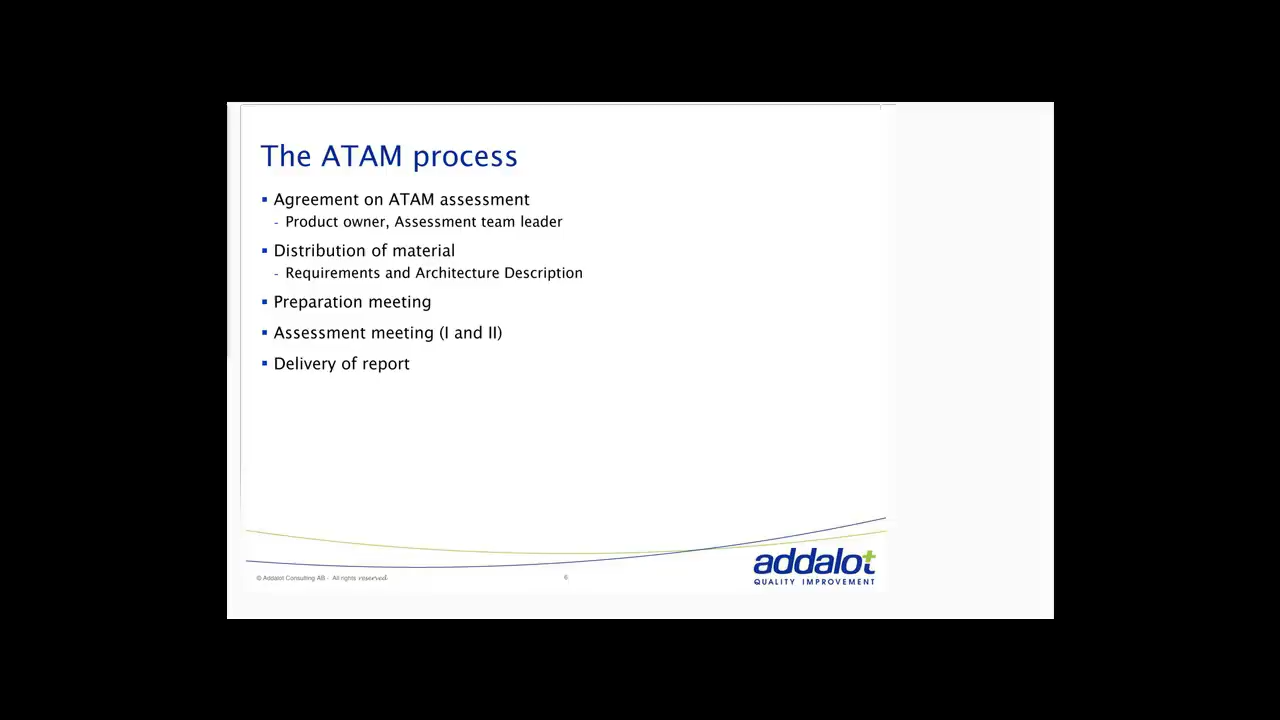 The ATAM process
▪ Agreement on ATAM assessment
- Product owner, Assessment team leader
▪ Distribution of material
- Requirements and Architecture Description
▪ Preparation meeting
▪ Assessment meeting (I and II)
▪ Delivery of report
© Addalot Consulting AB - All rights reserved
6
addalot
QUALITY IMPROVEMENT